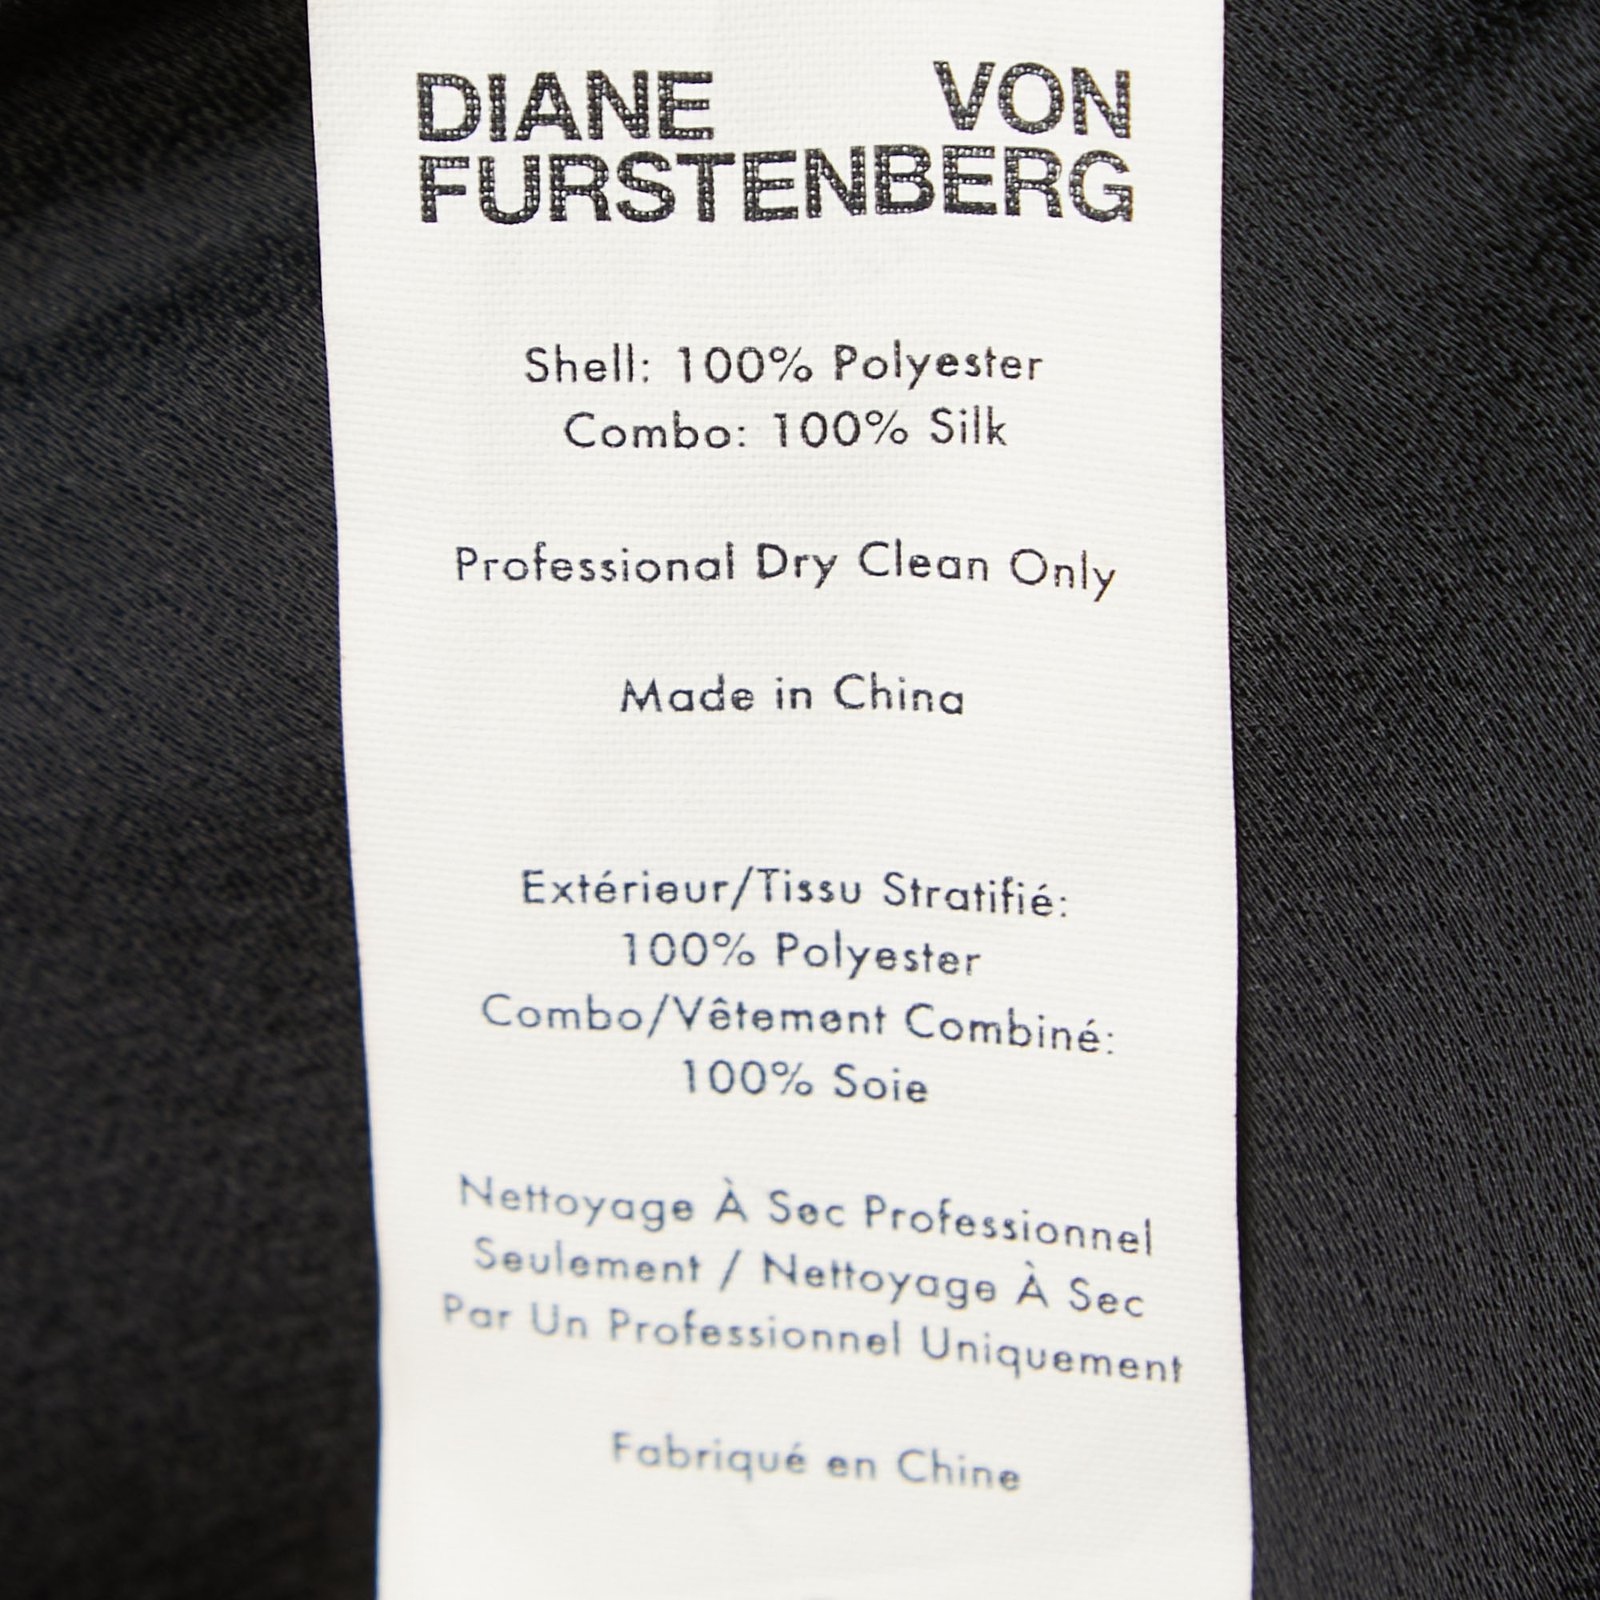 DIANE VON
FURSTENBERG
Shell: 100% Polyester
Combo: 100% Silk
Professional Dry Clean Only
Made in China
Extérieur/Tissu Stratifié:
100% Polyester
Combo/Vêtement Combiné:
100% Soie
Nettoyage À Sec Professionnel
Seulement / Nettoyage À Sec
Par Un Professionnel Uniquement
Fabriqué en Chine